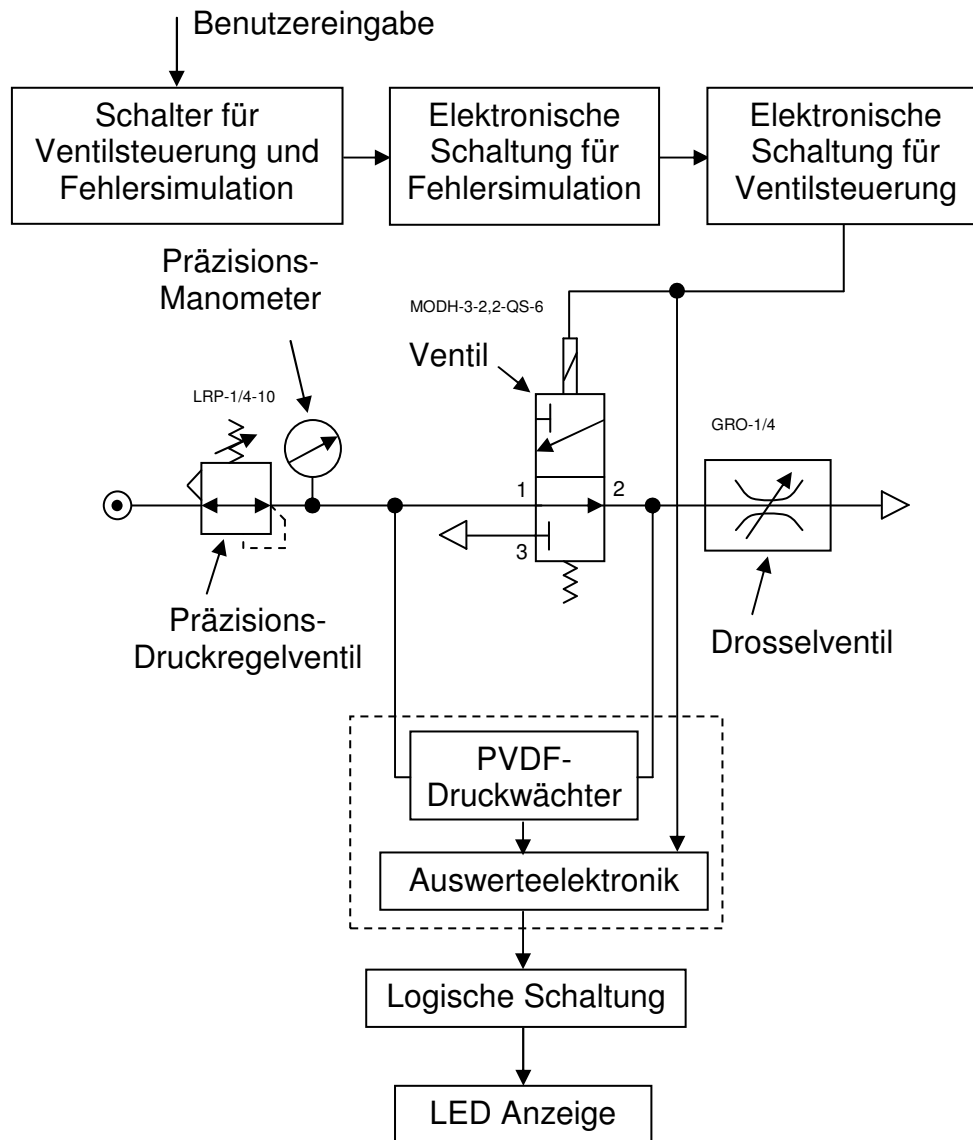 Benutzereingabe
Schalter für
Ventilsteuerung und
Fehlersimulation
Elektronische
Schaltung für
Fehlersimulation
Elektronische
Schaltung für
Ventilsteuerung
Präzisions-
Manometer
MODH-3-2,2-QS-6
Ventil
LRP-1/4-10
GRO-1/4
1
2
3
Präzisions-
Druckregelventil
Drosselventil
PVDF-
Druckwächter
Auswerteelektronik
Logische Schaltung
LED Anzeige